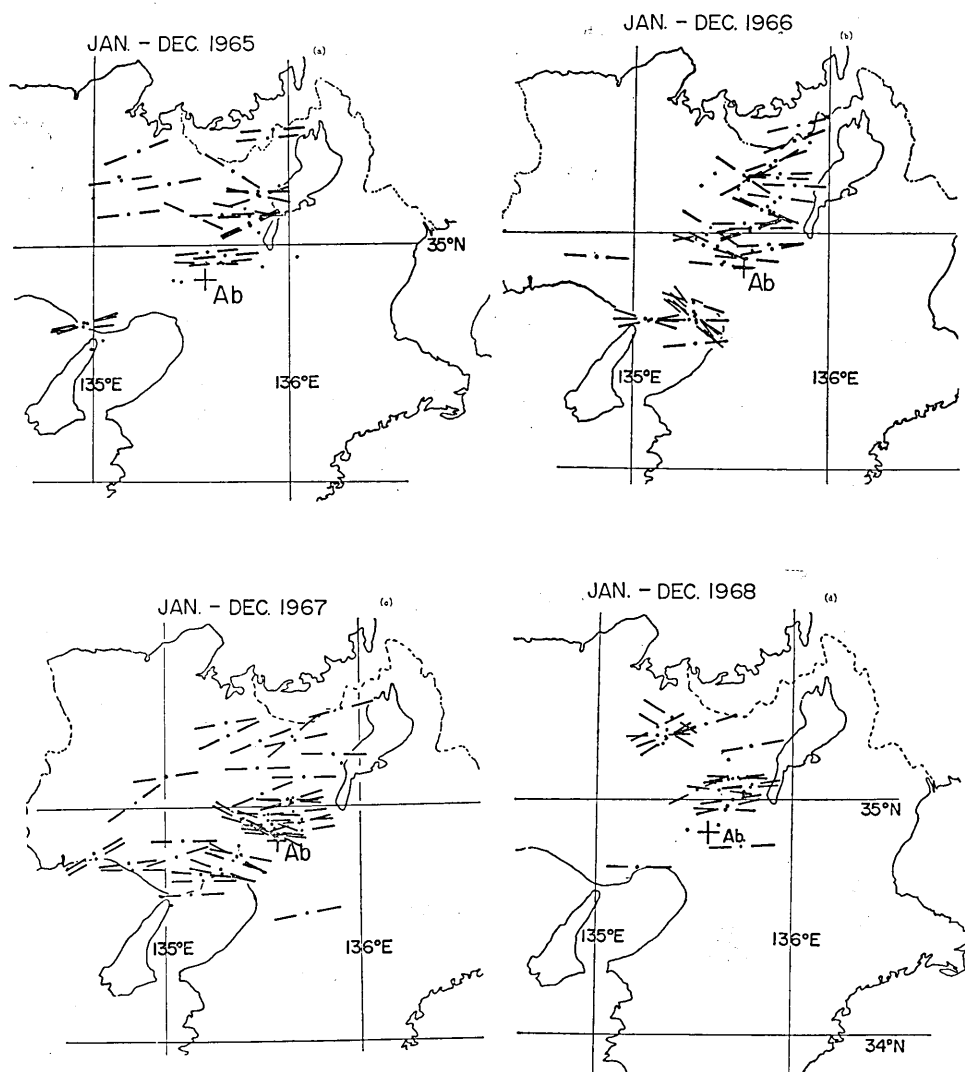 JAN. - DEC. 1965
(a)
35°N
Ab
135°E
136°E
JAN. - DEC. 1966
(b)
Ab
135°E
136°E
JAN. - DEC. 1967
(c)
Ab
135°E
136°E
JAN. - DEC. 1968
(d)
35°N
Ab.
135°E
136°E
34°N